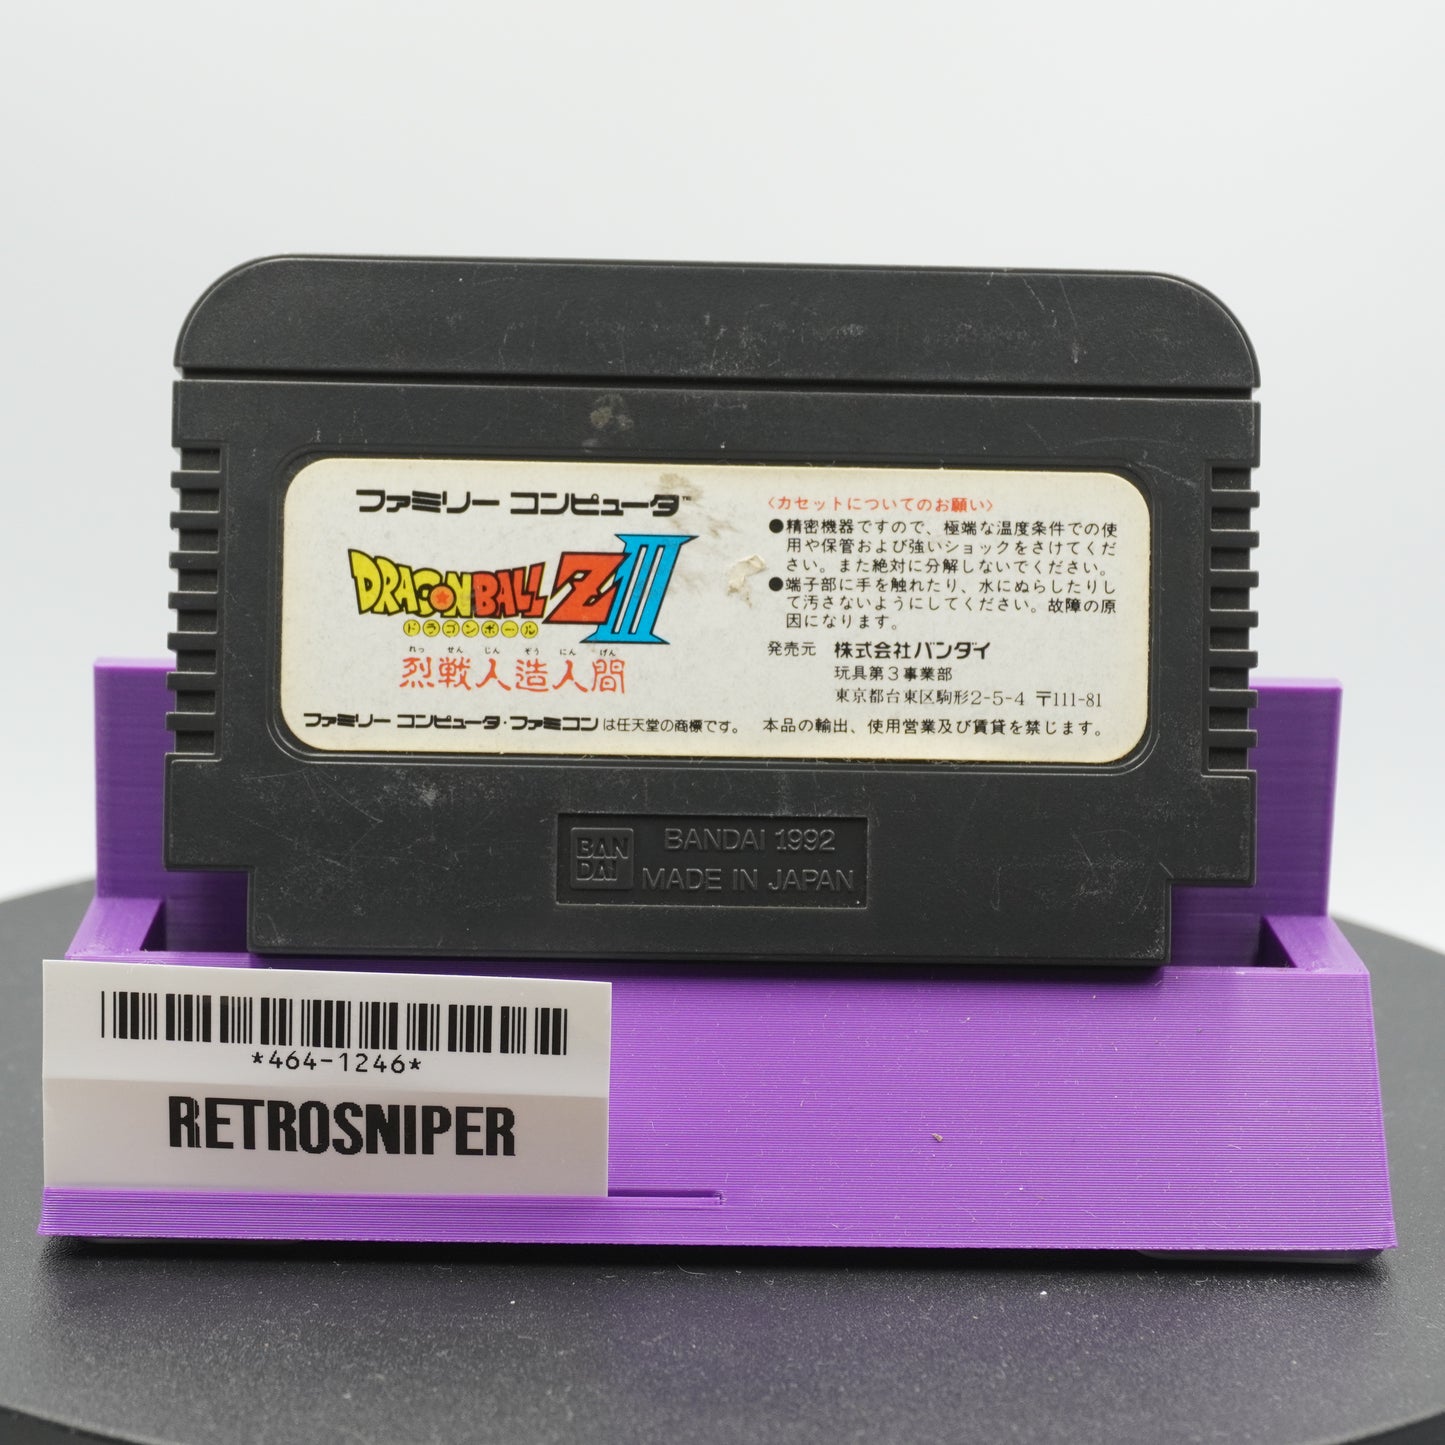 ファミリー コンピュータ™
DRAGON BALL Z III
ドラゴンボール
れっ せん じん ぞう にん げん
烈戦人造人間
ファミリー コンピュータ・ファミコンは任天堂の商標です。
〈カセットについてのお願い〉
●精密機器ですので、極端な温度条件での使
用や保管および強いショックをさけてくだ
さい。また絶対に分解しないでください。
●端子部に手を触れたり、水にぬらしたりし
て汚さないようにしてください。故障の原
因になります。
発売元 株式会社バンダイ
玩具第3事業部
東京都台東区駒形2-5-4 〒111-81
本品の輸出、使用営業及び賃貸を禁じます。
BAN
DAI
BANDAI 1992
MADE IN JAPAN
*464-1246*
RETROSNIPER